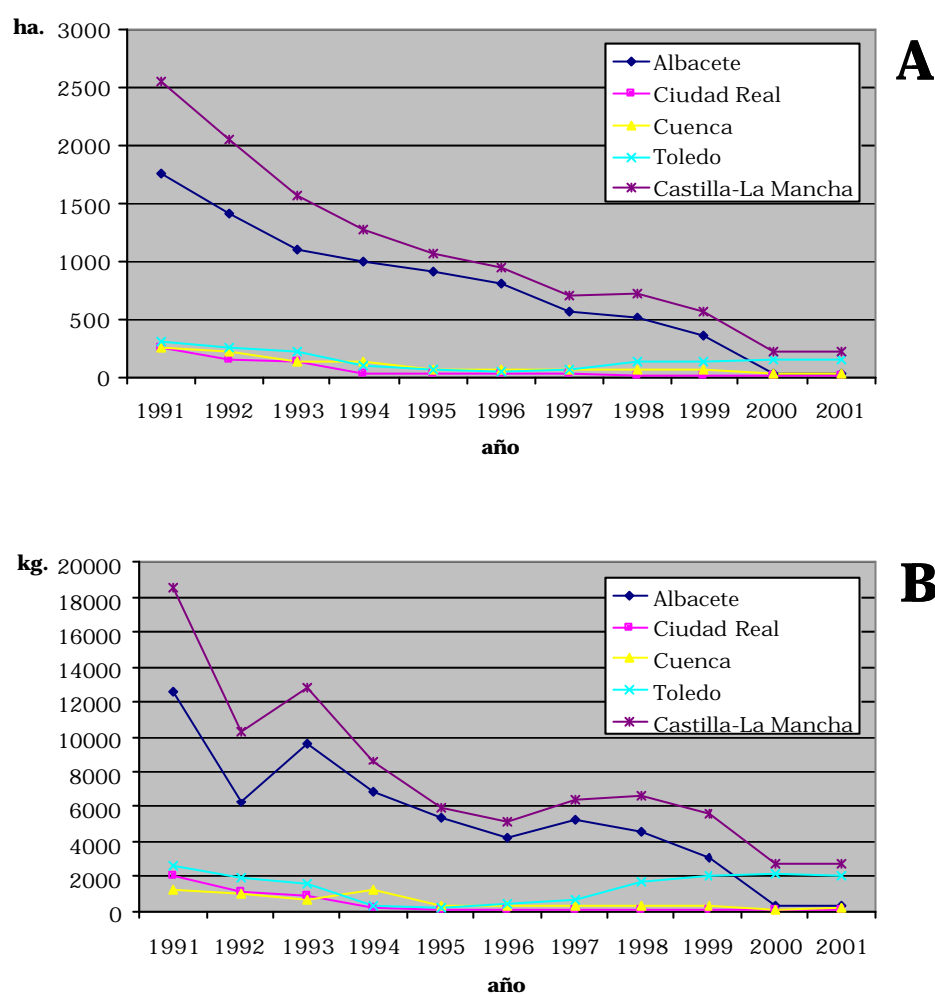 ha.
A
3000
2500
2000
1500
1000
500
0
Albacete
Ciudad Real
Cuenca
Toledo
Castilla-La Mancha
1991 1992 1993 1994 1995 1996 1997 1998 1999 2000 2001
año
kg.
B
20000
18000
16000
14000
12000
10000
8000
6000
4000
2000
0
Albacete
Ciudad Real
Cuenca
Toledo
Castilla-La Mancha
1991 1992 1993 1994 1995 1996 1997 1998 1999 2000 2001
año